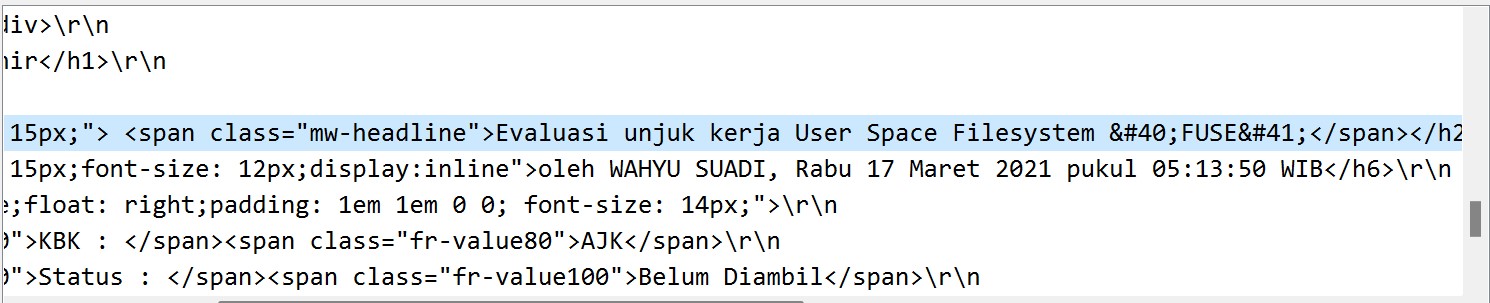 div>\r\n
hir</h1>\r\n
15px;"> <span class="mw-headline">Evaluasi unjuk kerja User Space Filesystem &#40;FUSE&#41;</span></h2
15px;font-size: 12px;display:inline">oleh WAHYU SUADI, Rabu 17 Maret 2021 pukul 05:13:50 WIB</h6>\r\n
e;float: right;padding: 1em 1em 0 0; font-size: 14px;">\r\n
0">KBK : </span><span class="fr-value80">AJK</span>\r\n
0">Status : </span><span class="fr-value100">Belum Diambil</span>\r\n